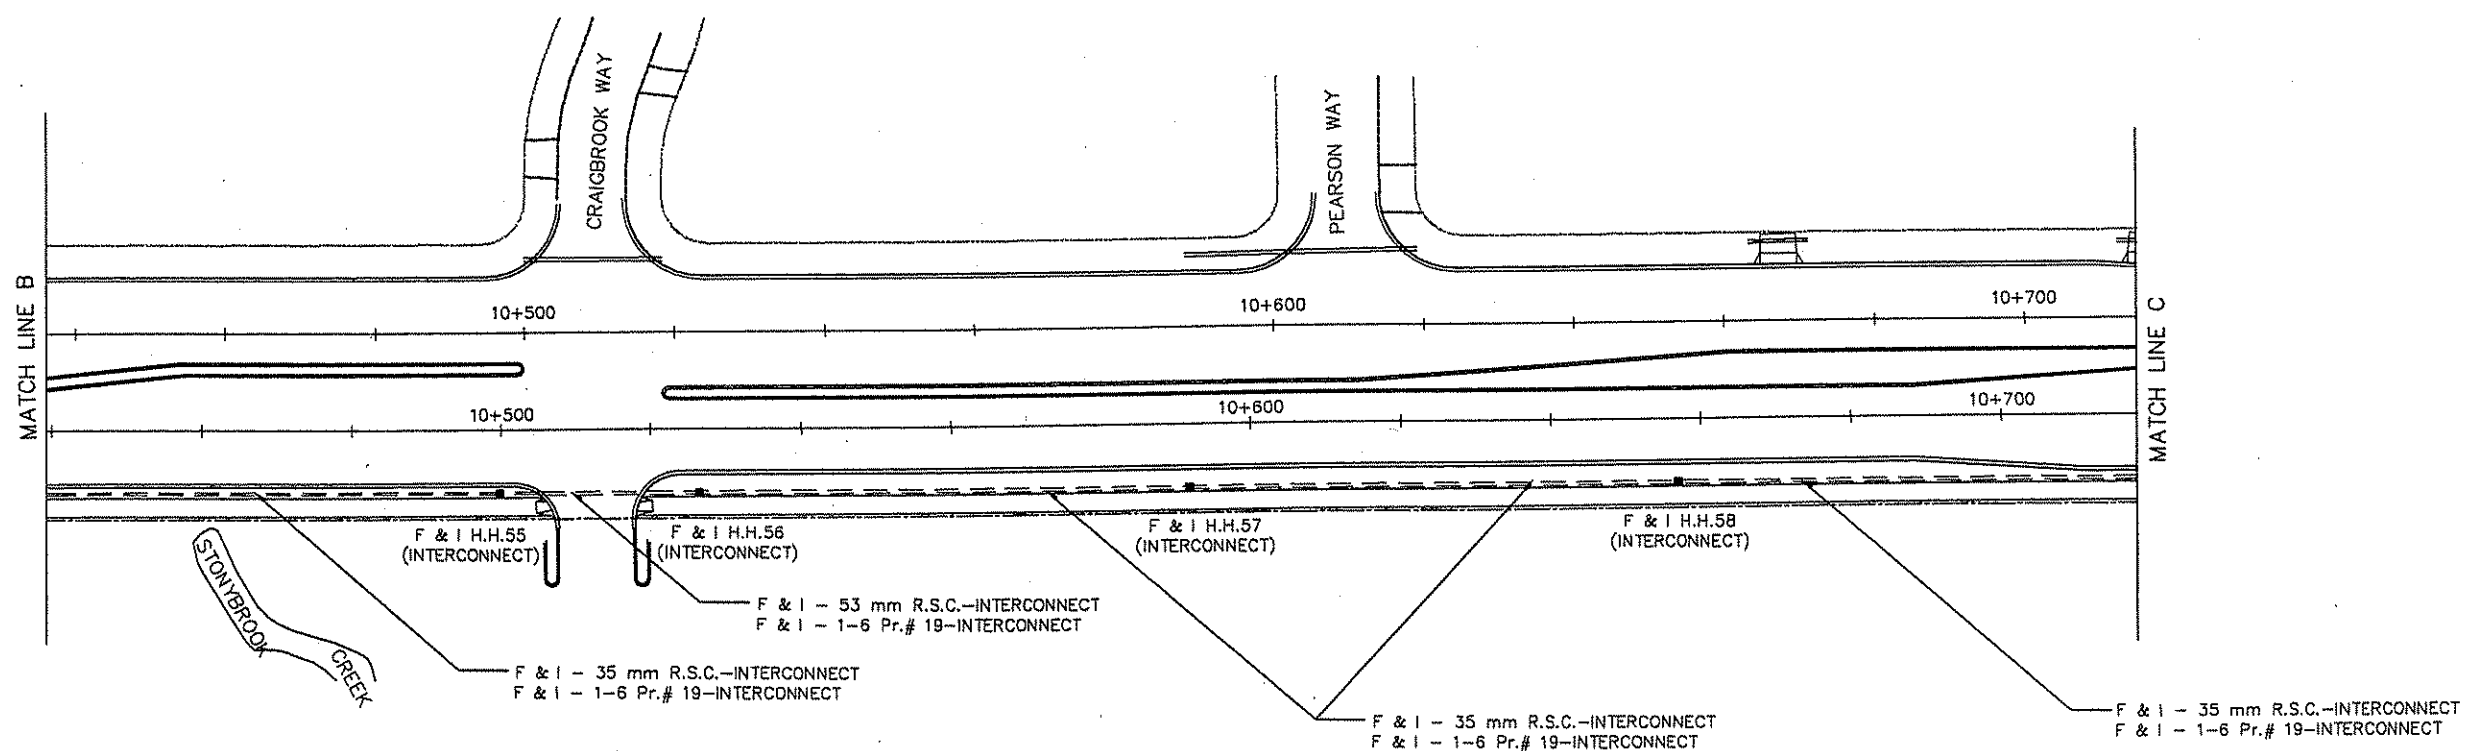 CRAIGBROOK WAY
PEARSON WAY
MATCH LINE B
10+500
10+600
10+700
MATCH LINE C
10+500
10+600
10+700
F & I H.H.55
(INTERCONNECT)
F & I H.H.56
(INTERCONNECT)
F & I H.H.57
(INTERCONNECT)
F & I H.H.58
(INTERCONNECT)
STONYBROOK
CREEK
F & I - 53 mm R.S.C.-INTERCONNECT
F & I - 1-6 Pr.# 19-INTERCONNECT
F & I - 35 mm R.S.C.-INTERCONNECT
F & I - 1-6 Pr.# 19-INTERCONNECT
F & I - 35 mm R.S.C.-INTERCONNECT
F & I - 1-6 Pr.# 19-INTERCONNECT
F & I - 35 mm R.S.C.-INTERCONNECT
F & I - 1-6 Pr.# 19-INTERCONNECT